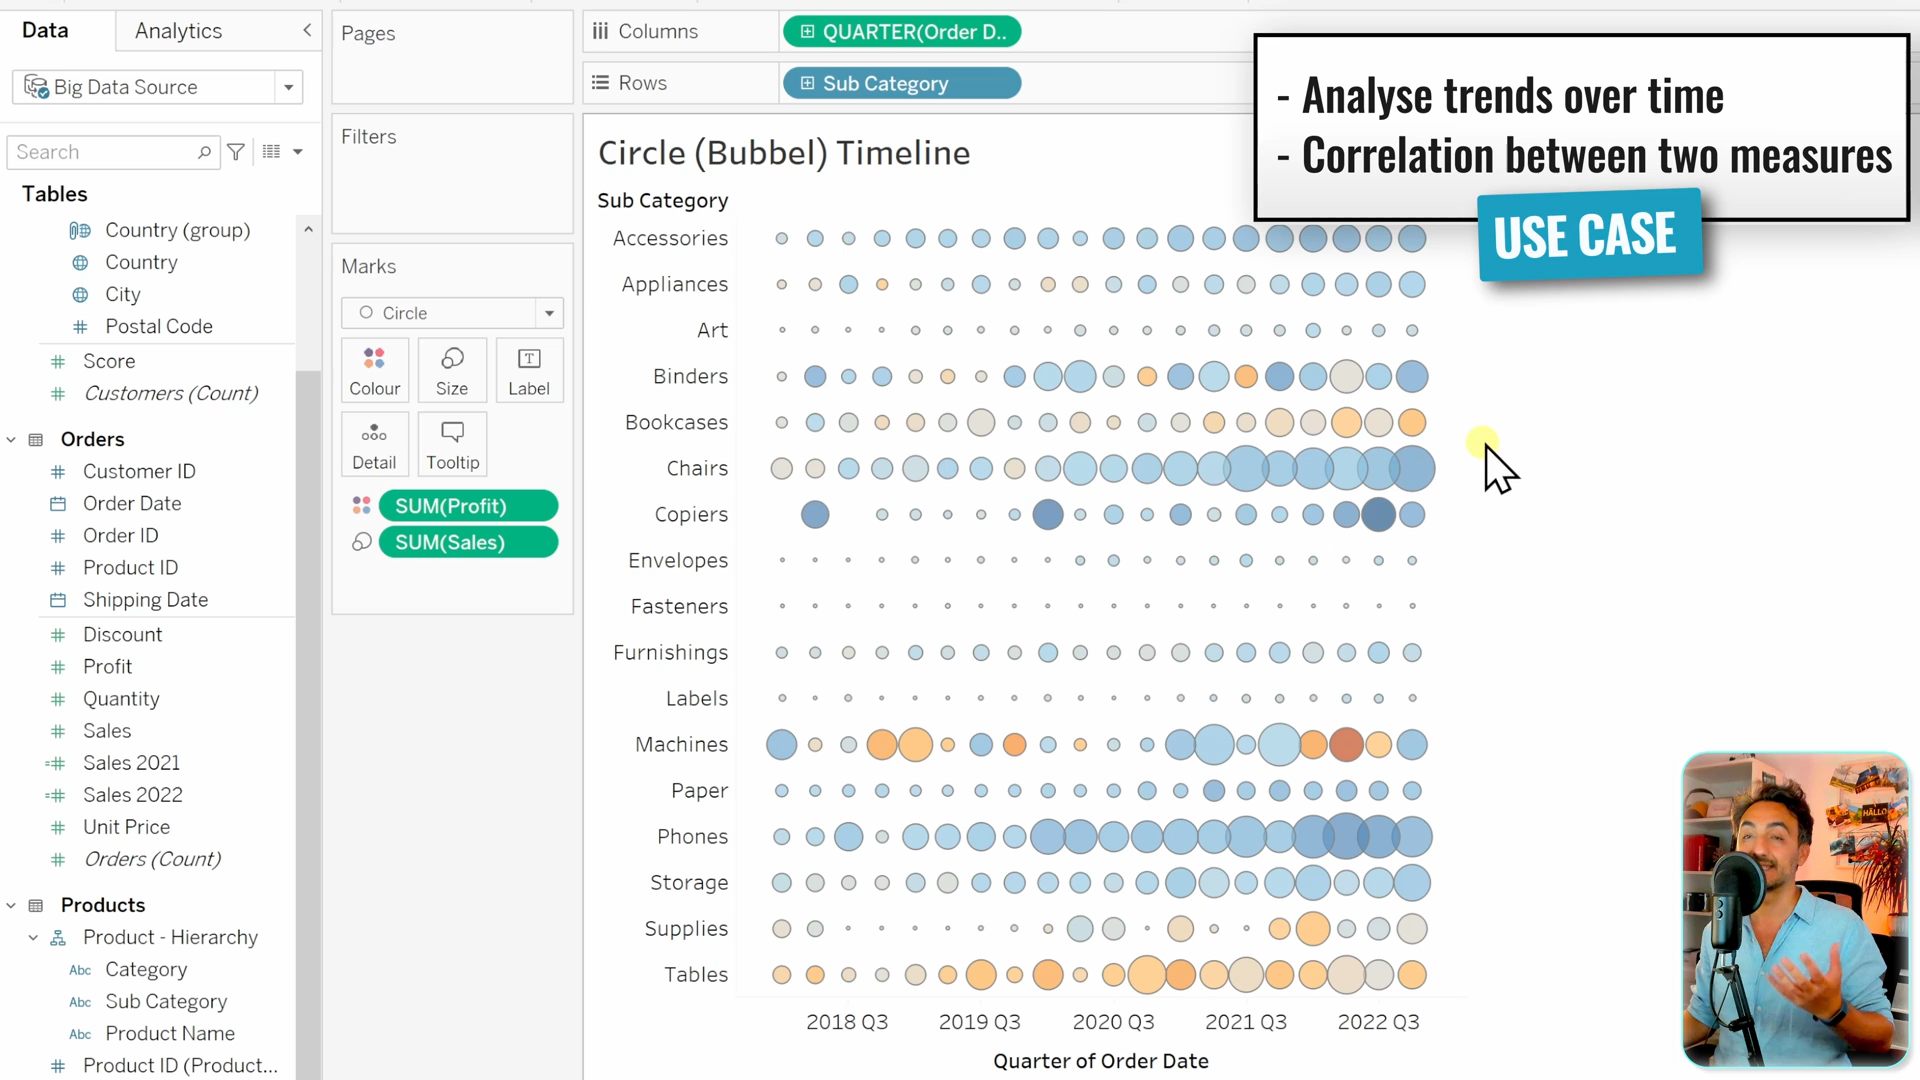 Data
Analytics
Big Data Source
Search
Tables
Country (group)
Country
City
Postal Code
Score
Customers (Count)
Orders
Customer ID
Order Date
Order ID
Product ID
Shipping Date
Discount
Profit
Quantity
Sales
Sales 2021
Sales 2022
Unit Price
Orders (Count)
Products
Product - Hierarchy
Abc Category
Abc Sub Category
Abc Product Name
Product ID (Product...
Pages
Filters
Marks
Circle
Colour
Size
T
Label
Detail
Tooltip
SUM(Profit)
SUM(Sales)
Columns
QUARTER(Order D..
Rows
Sub Category
Circle (Bubbel) Timeline
Sub Category
Accessories
Appliances
Art
Binders
Bookcases
Chairs
Copiers
Envelopes
Fasteners
Furnishings
Labels
Machines
Paper
Phones
Storage
Supplies
Tables
2018 Q3 2019 Q3 2020 Q3 2021 Q3 2022 Q3
Quarter of Order Date
- Analyse trends over time
- Correlation between two measures
USE CASE
HALLO